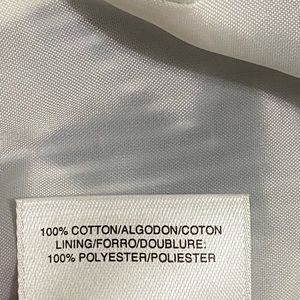 100% COTTON/ALGODON/COTON
LINING/FORRO/DOUBLURE:
100% POLYESTER/POLIESTER